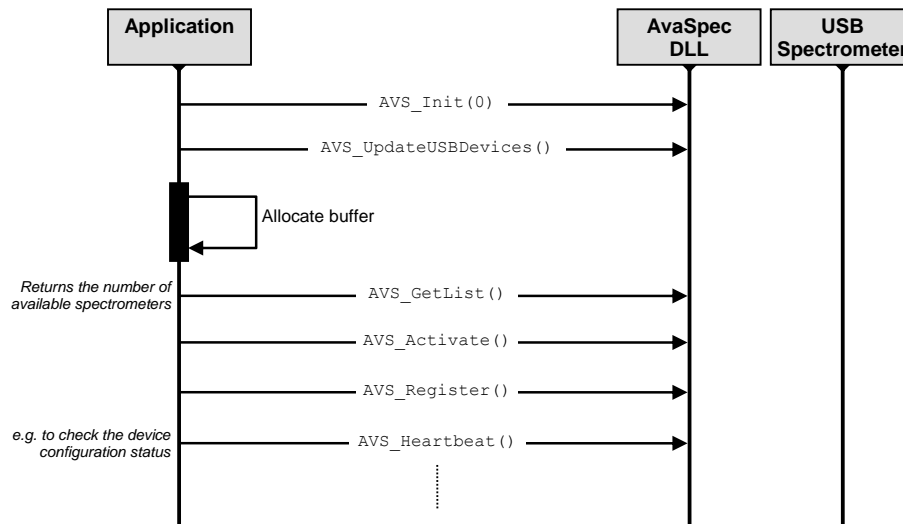 Application
AvaSpec
DLL
USB
Spectrometer
AVS_Init(0)
AVS_UpdateUSBDevices()
Allocate buffer
Returns the number of
available spectrometers
AVS_GetList()
AVS_Activate()
AVS_Register()
e.g. to check the device
configuration status
AVS_Heartbeat()